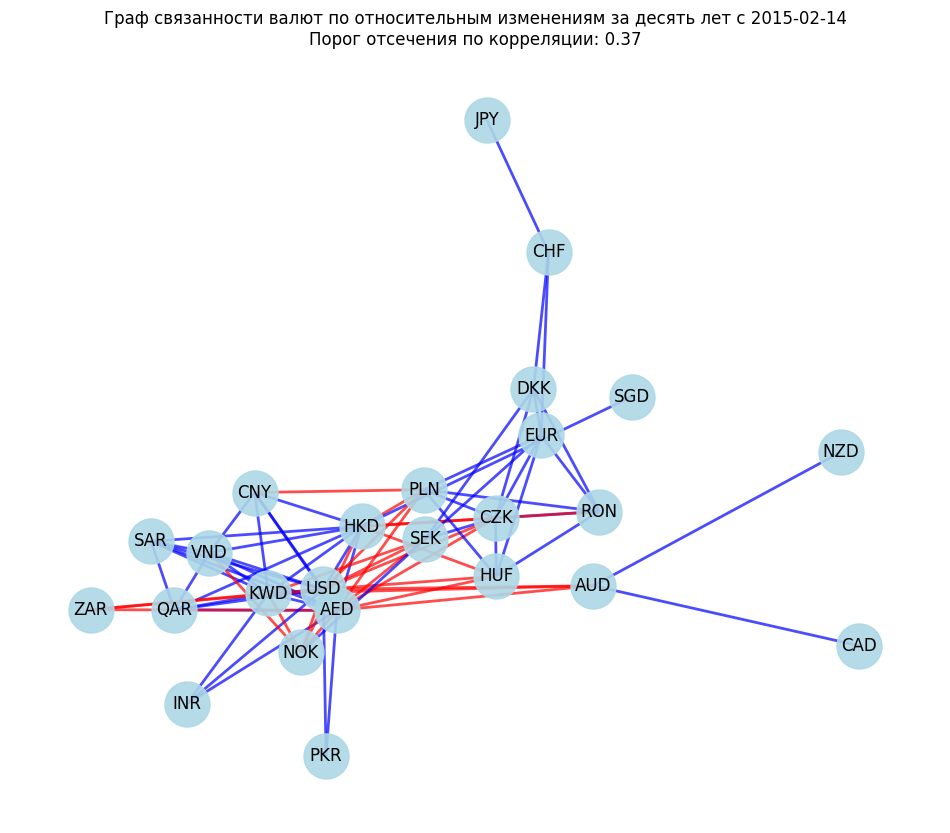 Граф связанности валют по относительным изменениям за десять лет с 2015-02-14
Порог отсечения по корреляции: 0.37
JPY
CHF
DKK
SGD
EUR
NZD
PLN
CNY
RON
CZK
HKD
SEK
SAR
VND
HUF
AUD
USD
KWD
ZAR
QAR
AED
CAD
NOK
INR
PKR